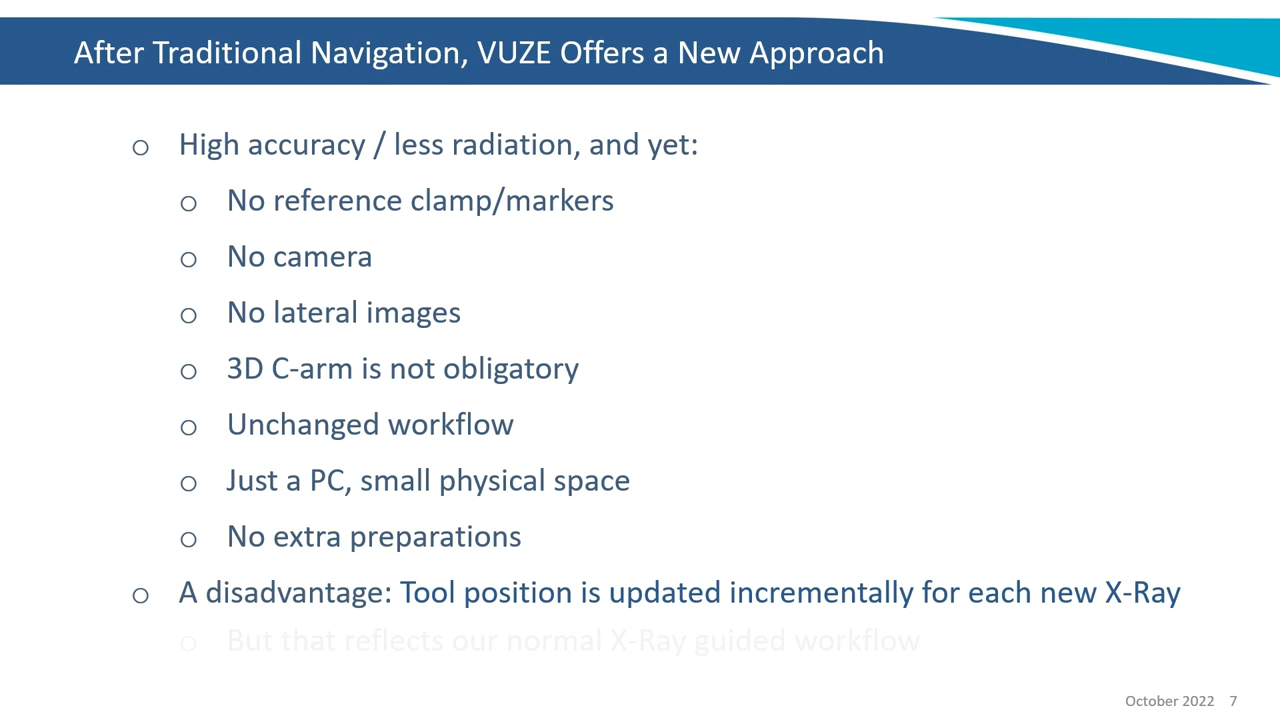 After Traditional Navigation, VUZE Offers a New Approach
o High accuracy / less radiation, and yet:
o No reference clamp/markers
o No camera
o No lateral images
o 3D C-arm is not obligatory
o Unchanged workflow
o Just a PC, small physical space
o No extra preparations
o A disadvantage: Tool position is updated incrementally for each new X-Ray
o But that reflects our normal X-Ray guided workflow
October 2022 7